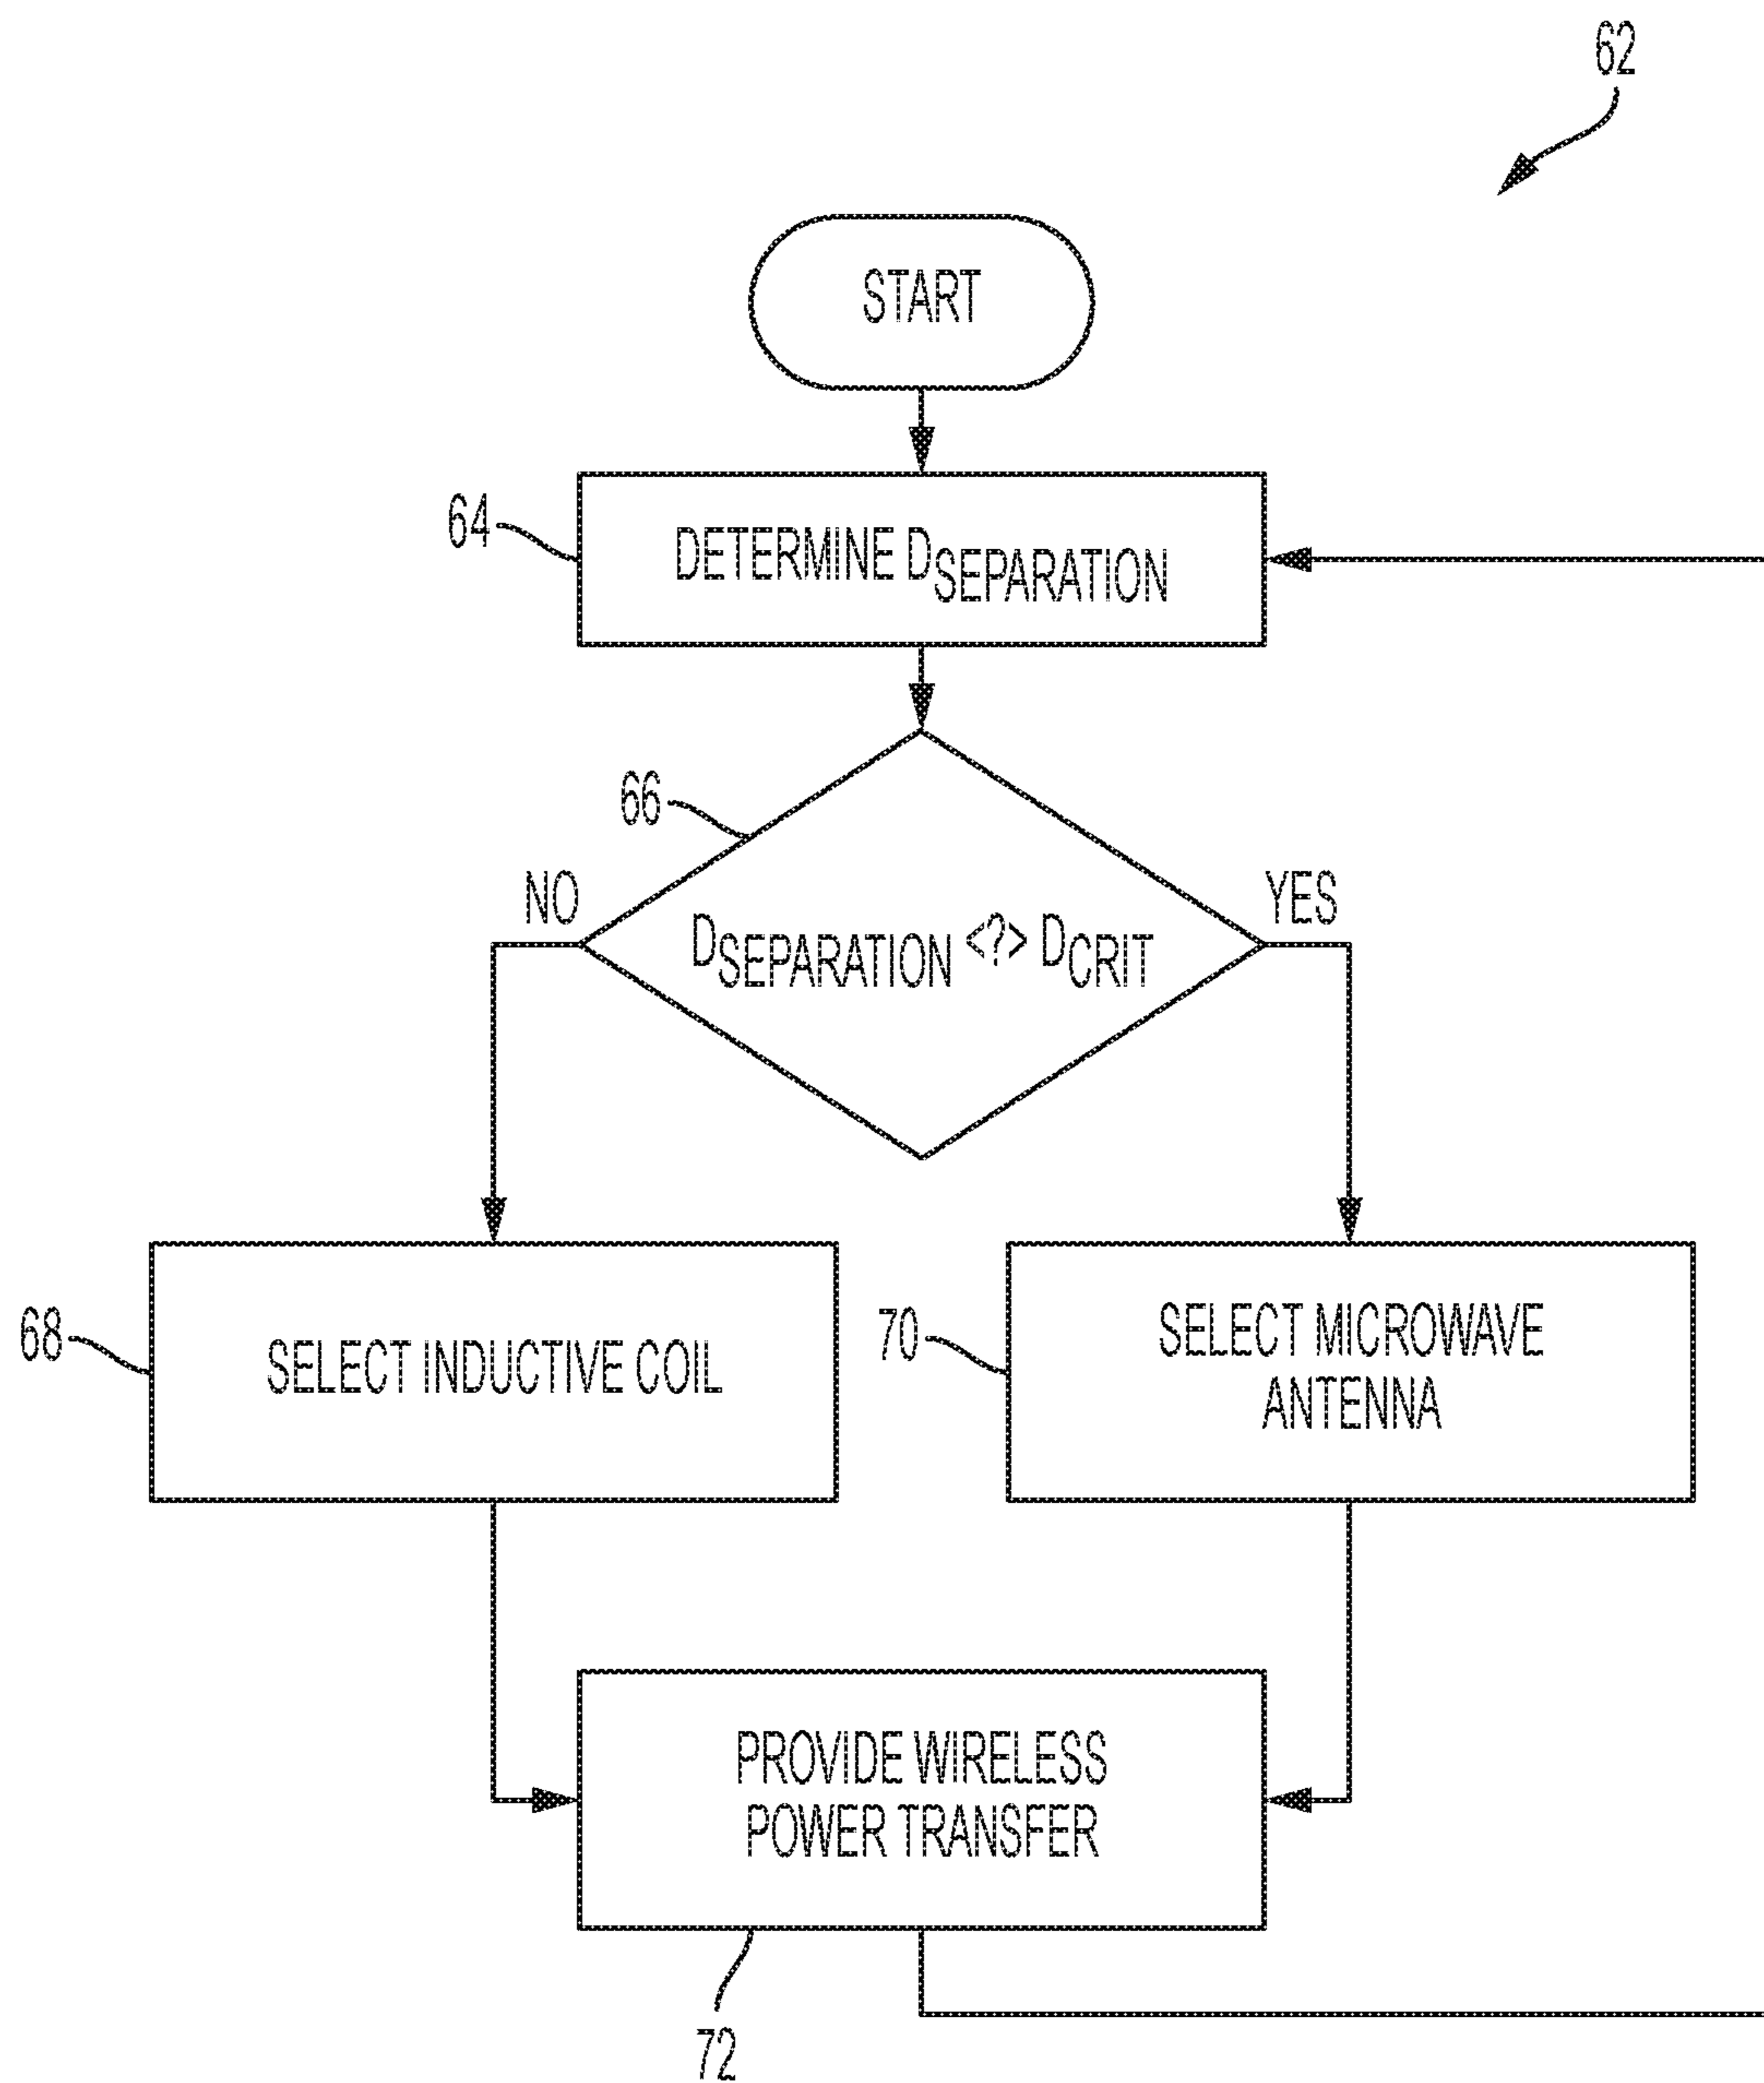 62
START
64
DETERMINE DSEPARATION
66
NO
YES
DSEPARATION <?> DCRIT
68
SELECT INDUCTIVE COIL
70
SELECT MICROWAVE
ANTENNA
PROVIDE WIRELESS
POWER TRANSFER
72